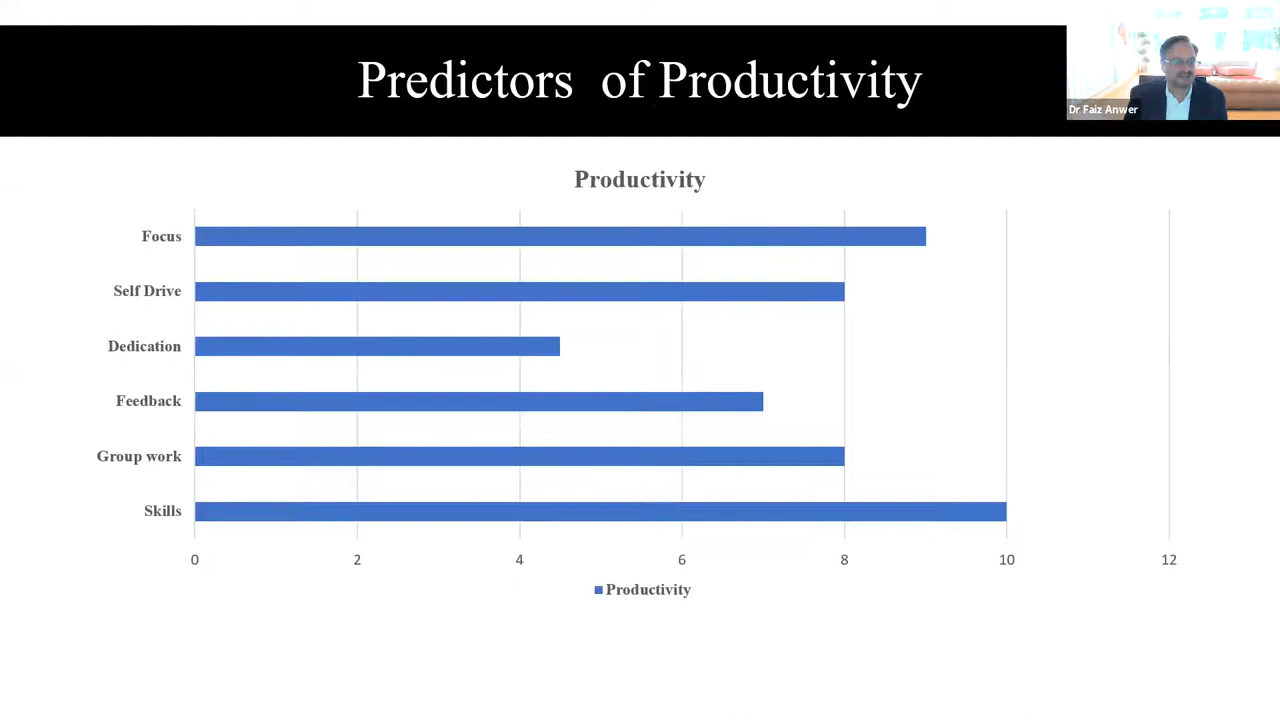 Predictors of Productivity
Dr Faiz Anwer
Productivity
Focus
Self Drive
Dedication
Feedback
Group work
Skills
0 2 4 6 8 10 12
Productivity